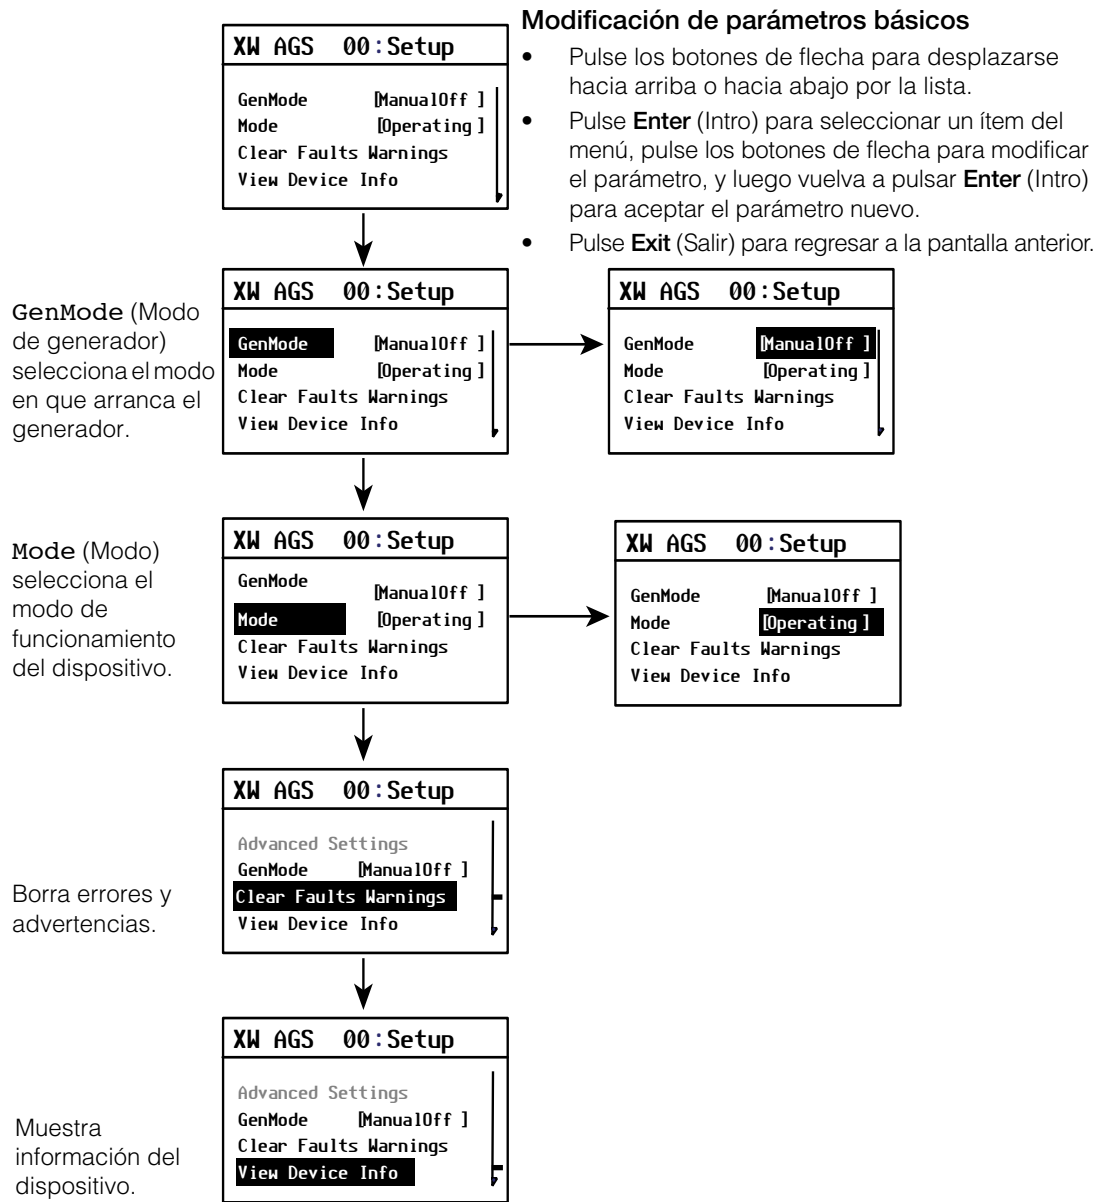 Modificación de parámetros básicos
• Pulse los botones de flecha para desplazarse
hacia arriba o hacia abajo por la lista.
• Pulse Enter (Intro) para seleccionar un ítem del
menú, pulse los botones de flecha para modificar
el parámetro, y luego vuelva a pulsar Enter (Intro)
para aceptar el parámetro nuevo.
• Pulse Exit (Salir) para regresar a la pantalla anterior.
XW AGS 00:Setup
GenMode [ManualOff ]
Mode [Operating ]
Clear Faults Warnings
View Device Info
GenMode (Modo
de generador)
selecciona el modo
en que arranca el
generador.
XW AGS 00:Setup
GenMode [ManualOff ]
Mode [Operating ]
Clear Faults Warnings
View Device Info
XW AGS 00:Setup
GenMode [ManualOff ]
Mode [Operating ]
Clear Faults Warnings
View Device Info
Mode (Modo)
selecciona el
modo de
funcionamiento
del dispositivo.
XW AGS 00:Setup
GenMode [ManualOff ]
Mode [Operating ]
Clear Faults Warnings
View Device Info
XW AGS 00:Setup
GenMode [ManualOff ]
Mode [Operating ]
Clear Faults Warnings
View Device Info
Borra errores y
advertencias.
XW AGS 00:Setup
Advanced Settings
GenMode [ManualOff ]
Clear Faults Warnings
View Device Info
Muestra
información del
dispositivo.
XW AGS 00:Setup
Advanced Settings
GenMode [ManualOff ]
Clear Faults Warnings
View Device Info